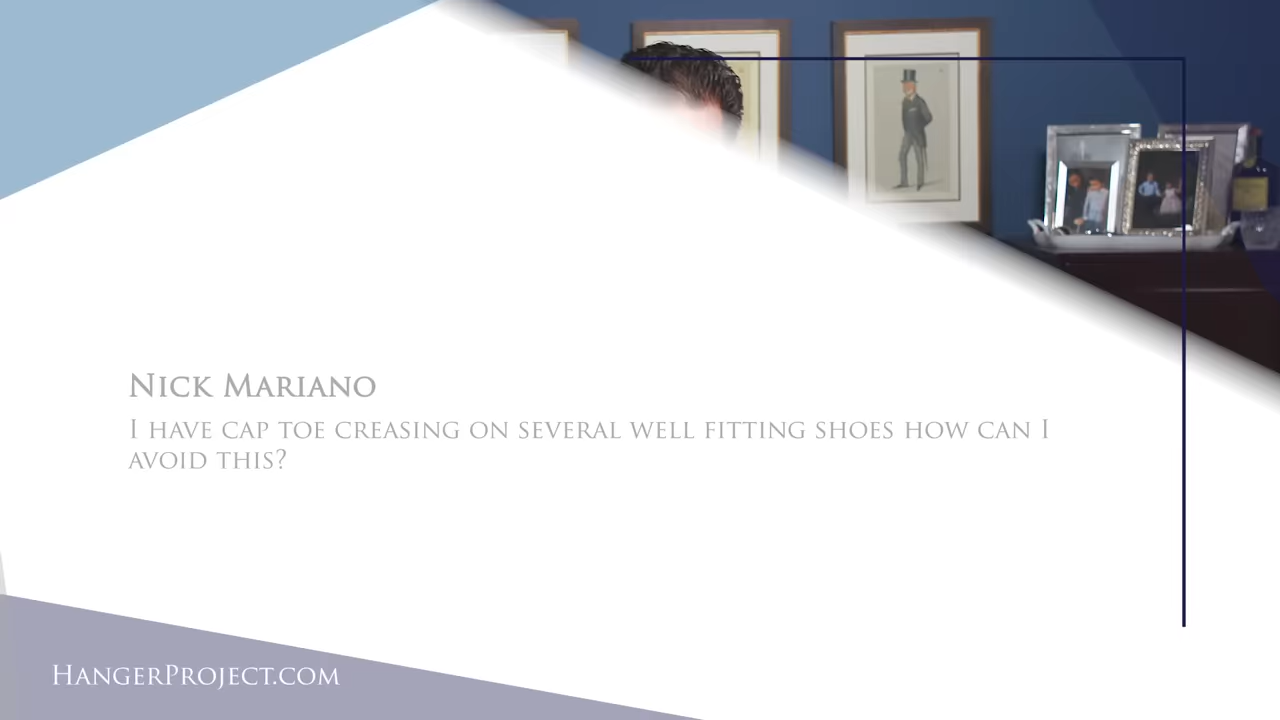 Nick Mariano
I have cap toe creasing on several well fitting shoes how can I
avoid this?
HangerProject.com